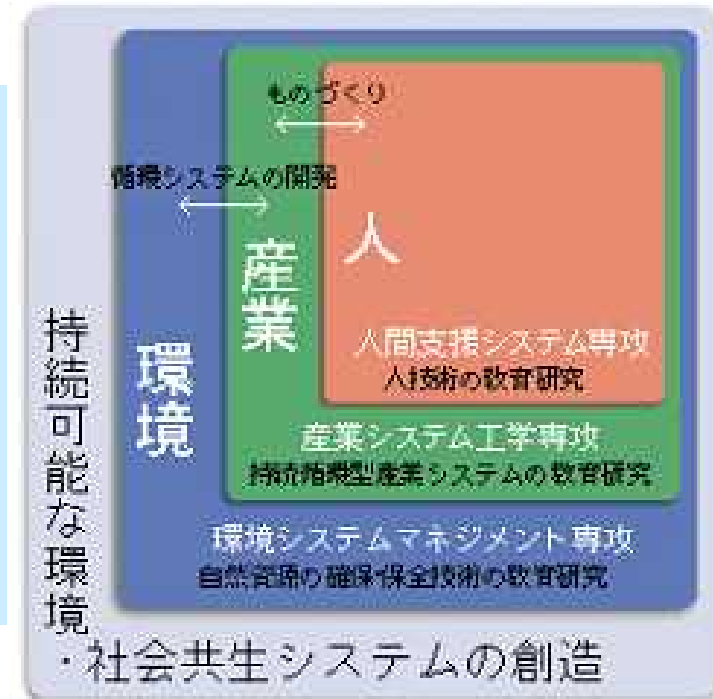 ものづくり
循環システムの開発
人
産業
環境
人間支援システム専攻
人技術の教育研究
産業システム工学専攻
持続循環型産業システムの教育研究
環境システムマネジメント専攻
自然資源の確保・保全技術の教育研究
持続可能な環境
・社会共生システムの創造